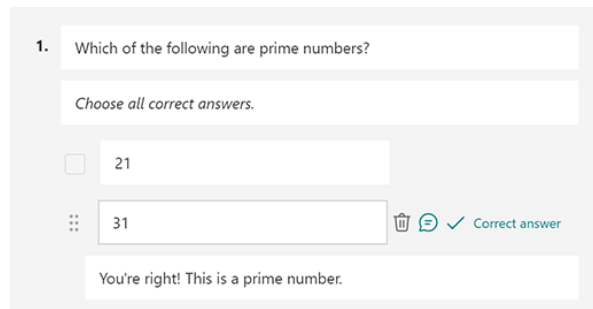 1. Which of the following are prime numbers?
Choose all correct answers.
21
31 Correct answer
You're right! This is a prime number.